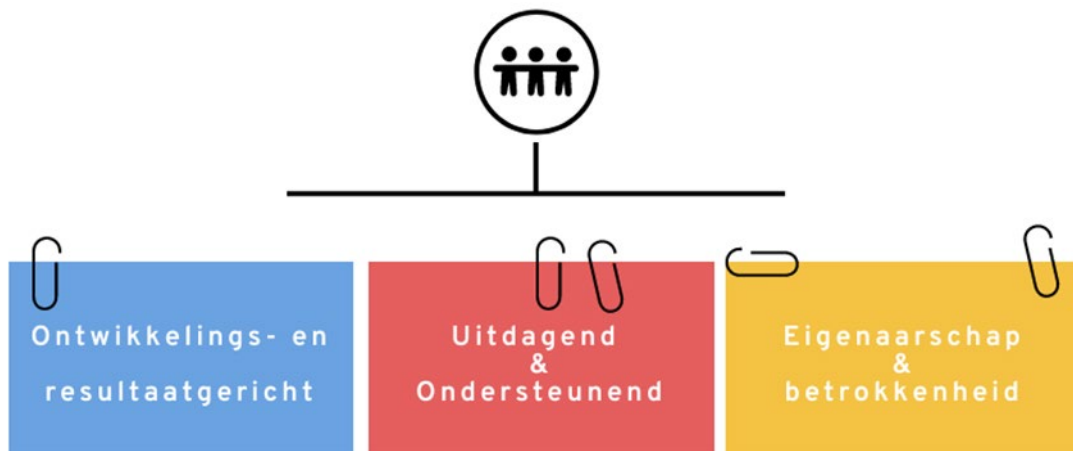 Ontwikkelings- en
resultaatgericht
Uitdagend
&
Ondersteunend
Eigenaarschap
&
betrokkenheid